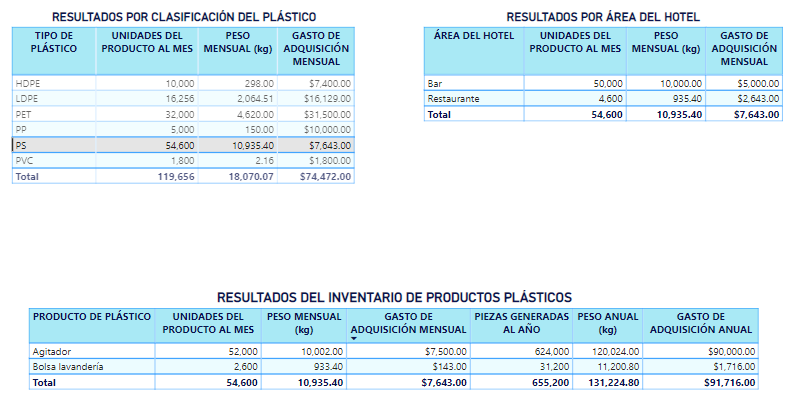 RESULTADOS POR CLASIFICACIÓN DEL PLÁSTICO
TIPO DE PLÁSTICO UNIDADES DEL PRODUCTO AL MES PESO MENSUAL (kg) GASTO DE ADQUISICIÓN MENSUAL
HDPE 10,000 298.00 $7,400.00
LDPE 16,256 2,064.51 $16,129.00
PET 32,000 4,620.00 $31,500.00
PP 5,000 150.00 $10,000.00
PS 54,600 10,935.40 $7,643.00
PVC 1,800 2.16 $1,800.00
Total 119,656 18,070.07 $74,472.00
RESULTADOS POR ÁREA DEL HOTEL
ÁREA DEL HOTEL UNIDADES DEL PRODUCTO AL MES PESO MENSUAL (kg) GASTO DE ADQUISICIÓN MENSUAL
Bar 50,000 10,000.00 $5,000.00
Restaurante 4,600 935.40 $2,643.00
Total 54,600 10,935.40 $7,643.00
RESULTADOS DEL INVENTARIO DE PRODUCTOS PLÁSTICOS
PRODUCTO DE PLÁSTICO UNIDADES DEL PRODUCTO AL MES PESO MENSUAL (kg) GASTO DE ADQUISICIÓN MENSUAL PIEZAS GENERADAS AL AÑO PESO ANUAL (kg) GASTO DE ADQUISICIÓN ANUAL
Agitador 52,000 10,002.00 $7,500.00 624,000 120,024.00 $90,000.00
Bolsa lavandería 2,600 933.40 $143.00 31,200 11,200.80 $1,716.00
Total 54,600 10,935.40 $7,643.00 655,200 131,224.80 $91,716.00